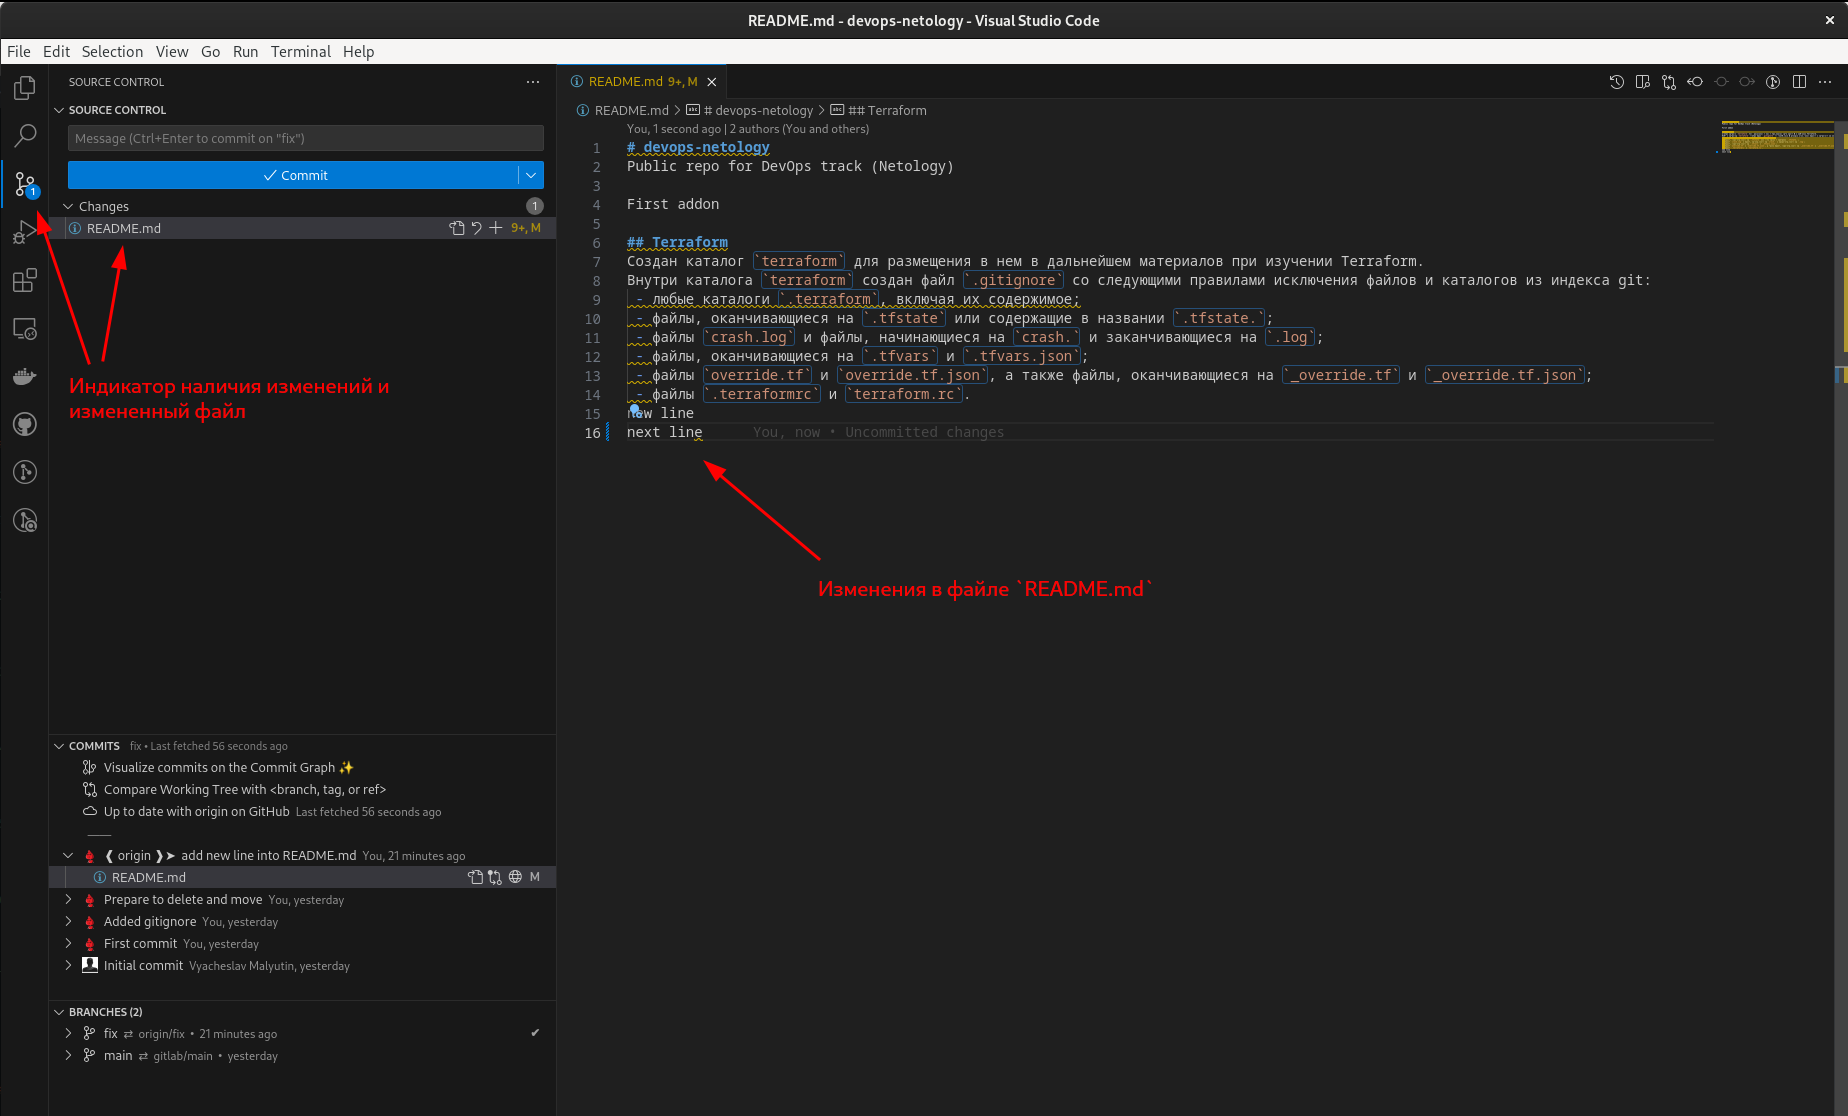 README.md - devops-netology - Visual Studio Code
File Edit Selection View Go Run Terminal Help
SOURCE CONTROL
SOURCE CONTROL
Message (Ctrl+Enter to commit on "fix")
Commit
Changes 1
README.md 9+, M
1
Индикатор наличия изменений и
измененный файл
COMMITS fix • Last fetched 56 seconds ago
Visualize commits on the Commit Graph ✨
Compare Working Tree with <branch, tag, or ref>
Up to date with origin on GitHub Last fetched 56 seconds ago
❰ origin ❱➤ add new line into README.md You, 21 minutes ago
README.md M
Prepare to delete and move You, yesterday
Added gitignore You, yesterday
First commit You, yesterday
Initial commit Vyacheslav Malyutin, yesterday
BRANCHES (2)
fix ⇄ origin/fix • 21 minutes ago ✔
main ⇄ gitlab/main • yesterday
README.md 9+, M
README.md > # devops-netology > ## Terraform
You, 1 second ago | 2 authors (You and others)
1 # devops-netology
2 Public repo for DevOps track (Netology)
3
4 First addon
5
6 ## Terraform
7 Создан каталог `terraform` для размещения в нем в дальнейшем материалов при изучении Terraform.
8 Внутри каталога `terraform` создан файл `.gitignore` со следующими правилами исключения файлов и каталогов из индекса git:
9 - любые каталоги `.terraform`, включая их содержимое;
10 - файлы, оканчивающиеся на `.tfstate` или содержащие в названии `.tfstate.`;
11 - файлы `crash.log` и файлы, начинающиеся на `crash.` и заканчивающиеся на `.log`;
12 - файлы, оканчивающиеся на `.tfvars` и `.tfvars.json`;
13 - файлы `override.tf` и `override.tf.json`, а также файлы, оканчивающиеся на `_override.tf` и `_override.tf.json`;
14 - файлы `.terraformrc` и `terraform.rc`.
15 new line
16 next line You, now • Uncommitted changes
Изменения в файле `README.md`